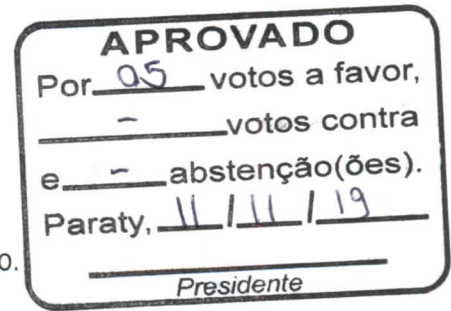 APROVADO
Por 05 votos a favor,
- votos contra
e - abstenção(ões).
Paraty, 11 / 11 / 19
o.
Presidente